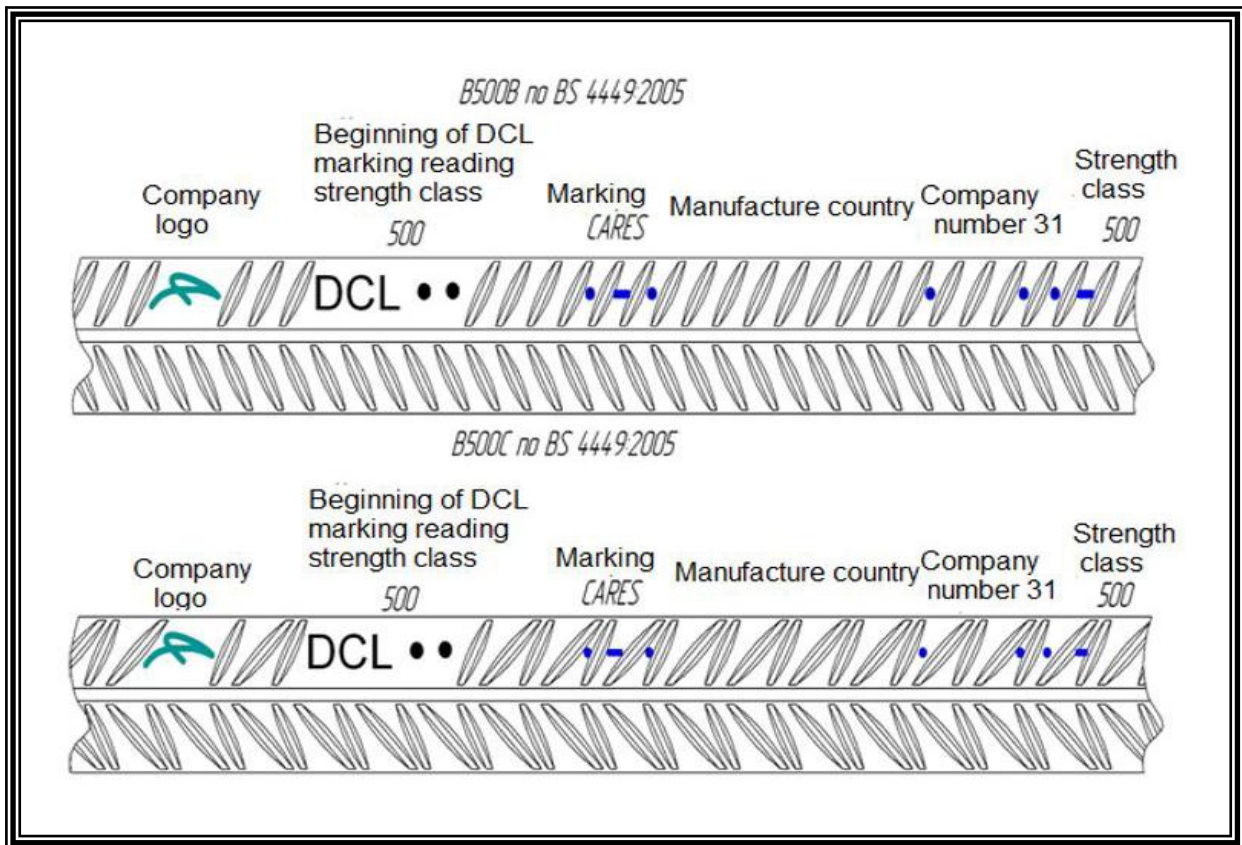 B500B по BS 4449:2005
Beginning of DCL
marking reading
strength class
500
Company
logo
Marking
CARES
Manufacture country
Company
number 31
Strength
class
500
DCL ••
B500C по BS 4449:2005
Beginning of DCL
marking reading
strength class
500
Company
logo
Marking
CARES
Manufacture country
Company
number 31
Strength
class
500
DCL ••